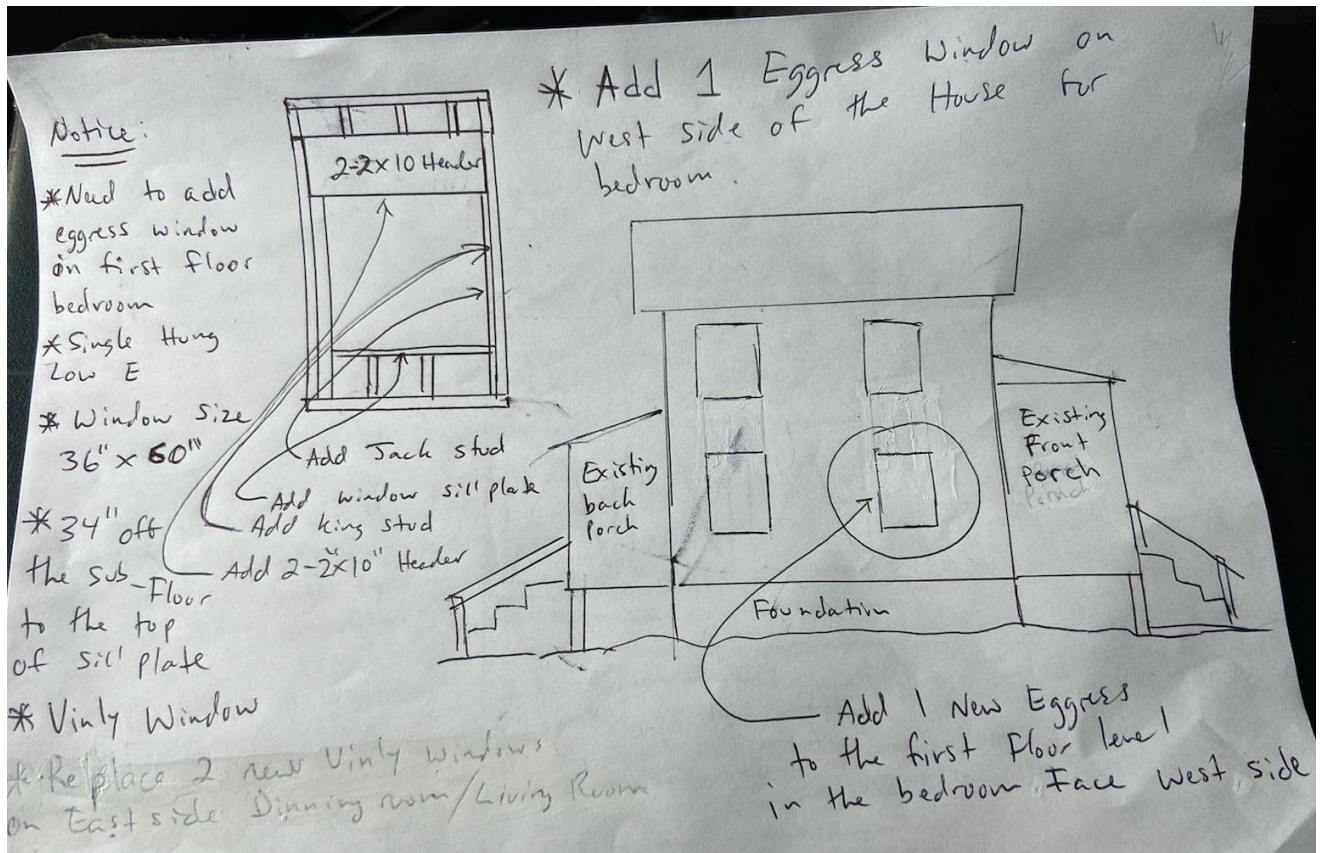 Notice:
*Need to add
eggress window
on first floor
bedroom
*Single Hung
Low E
* Window Size
36" x 60"
* 34" off
the sub-Floor
to the top
of sill plate
* Vinly Window
* Replace 2 new Vinly windows
on East side Dinning room/Living Room
2-2x10 Header
Add Jack stud
Add window sill plate
Add king stud
Add 2-2"x10" Header
* Add 1 Eggress Window on
West side of the House for
bedroom.
Existing
back
Porch
Existing
Front
Porch
Foundation
Add 1 New Eggress
to the first Floor level
in the bedroom Face West side